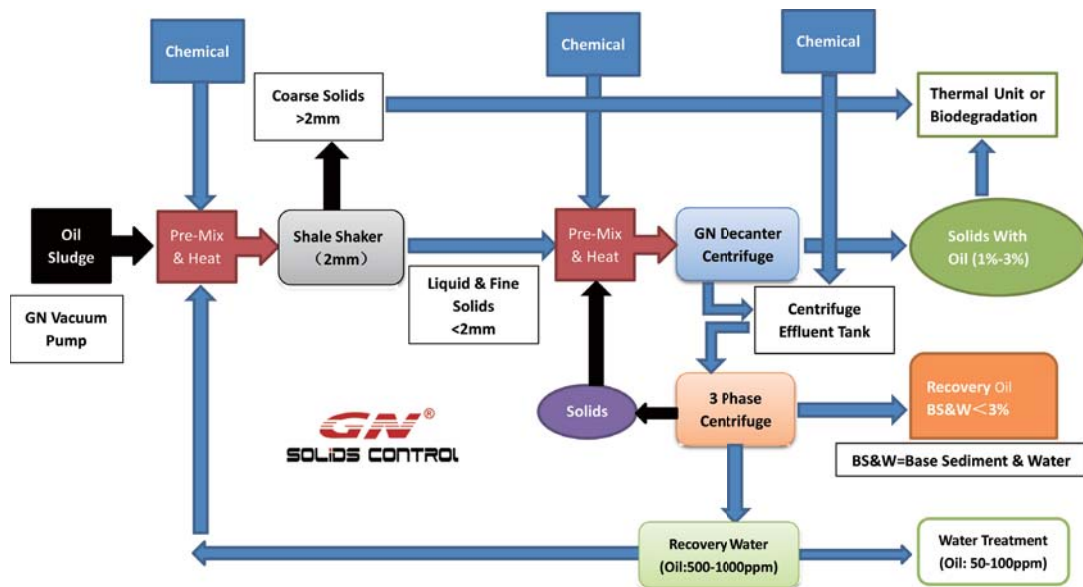 Chemical
Chemical
Chemical
Coarse Solids
>2mm
Thermal Unit or
Biodegradation
Oil
Sludge
Pre-Mix
& Heat
Shale Shaker
（2mm）
Pre-Mix
& Heat
GN Decanter
Centrifuge
Solids With
Oil (1%-3%)
GN Vacuum
Pump
Liquid & Fine
Solids
<2mm
Centrifuge
Effluent Tank
Solids
3 Phase
Centrifuge
Recovery Oil
BS&W＜3%
GN®
SOLIDS CONTROL
BS&W=Base Sediment & Water
Recovery Water
(Oil:500-1000ppm)
Water Treatment
(Oil: 50-100ppm)